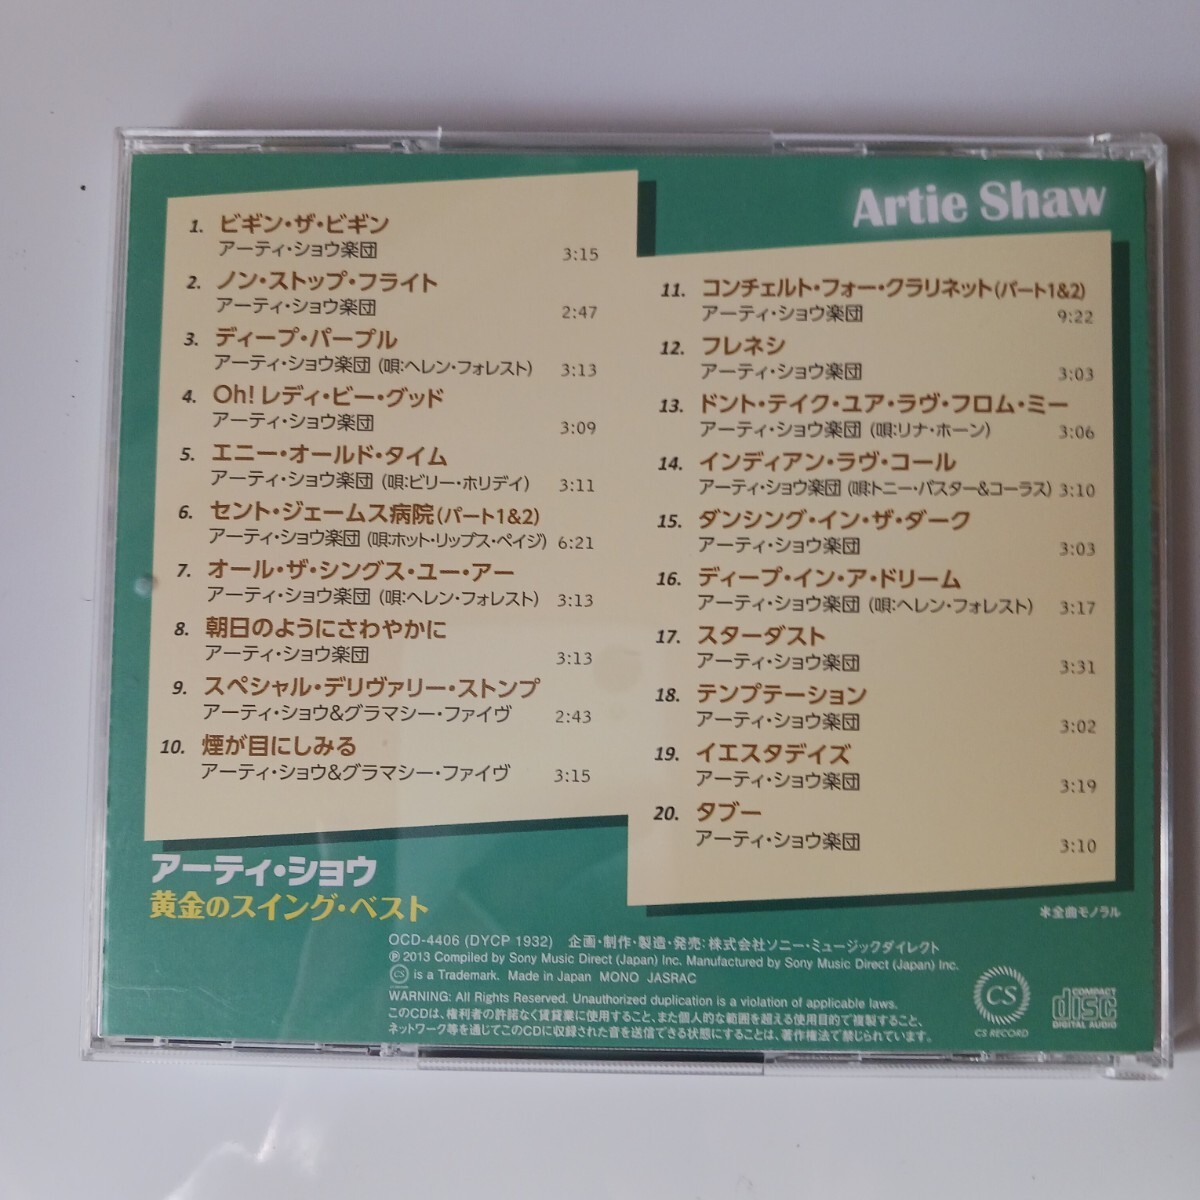 Artie Shaw
1. ビギン・ザ・ビギン
アーティ・ショウ楽団 3:15
2. ノン・ストップ・フライト
アーティ・ショウ楽団 2:47
3. ディープ・パープル
アーティ・ショウ楽団 (唄:ヘレン・フォレスト) 3:13
4. Oh!レディ・ビー・グッド
アーティ・ショウ楽団 3:09
5. エニー・オールド・タイム
アーティ・ショウ楽団 (唄:ビリー・ホリデイ) 3:11
6. セント・ジェームス病院(パート1&2)
アーティ・ショウ楽団 (唄:ホット・リップス・ペイジ) 6:21
7. オール・ザ・シングス・ユー・アー
アーティ・ショウ楽団 (唄:ヘレン・フォレスト) 3:13
8. 朝日のようにさわやかに
アーティ・ショウ楽団 3:13
9. スペシャル・デリヴァリー・ストンプ
アーティ・ショウ&グラマシー・ファイヴ 2:43
10. 煙が目にしみる
アーティ・ショウ&グラマシー・ファイヴ 3:15
11. コンチェルト・フォー・クラリネット(パート1&2)
アーティ・ショウ楽団 9:22
12. フレネシ
アーティ・ショウ楽団 3:03
13. ドント・テイク・ユア・ラヴ・フロム・ミー
アーティ・ショウ楽団 (唄:リナ・ホーン) 3:06
14. インディアン・ラヴ・コール
アーティ・ショウ楽団 (唄:トニー・パスター&コーラス) 3:10
15. ダンシング・イン・ザ・ダーク
アーティ・ショウ楽団 3:03
16. ディープ・イン・ア・ドリーム
アーティ・ショウ楽団 (唄:ヘレン・フォレスト) 3:17
17. スターダスト
アーティ・ショウ楽団 3:31
18. テンプテーション
アーティ・ショウ楽団 3:02
19. イエスタデイズ
アーティ・ショウ楽団 3:19
20. タブー
アーティ・ショウ楽団 3:10
アーティ・ショウ
黄金のスイング・ベスト
※全曲モノラル
OCD-4406 (DYCP 1932) 企画・制作・製造・発売:株式会社ソニー・ミュージックダイレクト
℗2013 Compiled by Sony Music Direct (Japan) Inc. Manufactured by Sony Music Direct (Japan) Inc.
CS is a Trademark. Made in Japan MONO JASRAC
WARNING: All Rights Reserved. Unauthorized duplication is a violation of applicable laws.
このCDは、権利者の許諾なく賃貸業に使用すること、また個人的な範囲を超える使用目的で複製すること、
ネットワーク等を通じてこのCDに収録された音を送信できる状態にすることは、著作権法で禁じられています。
CS
CS RECORD
COMPACT
disc
DIGITAL AUDIO